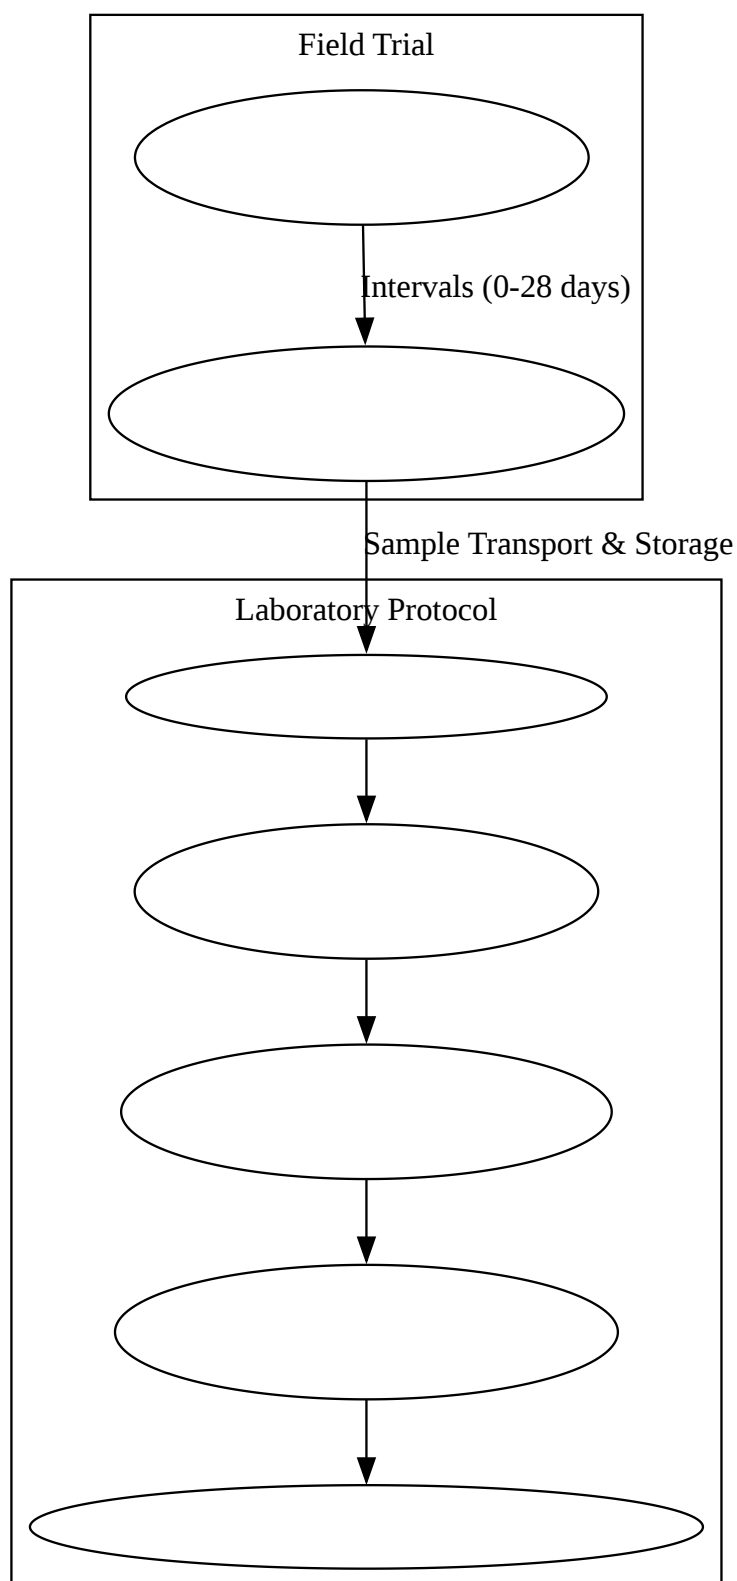 Field Trial
Intervals (0-28 days)
Sample Transport & Storage
Laboratory Protocol